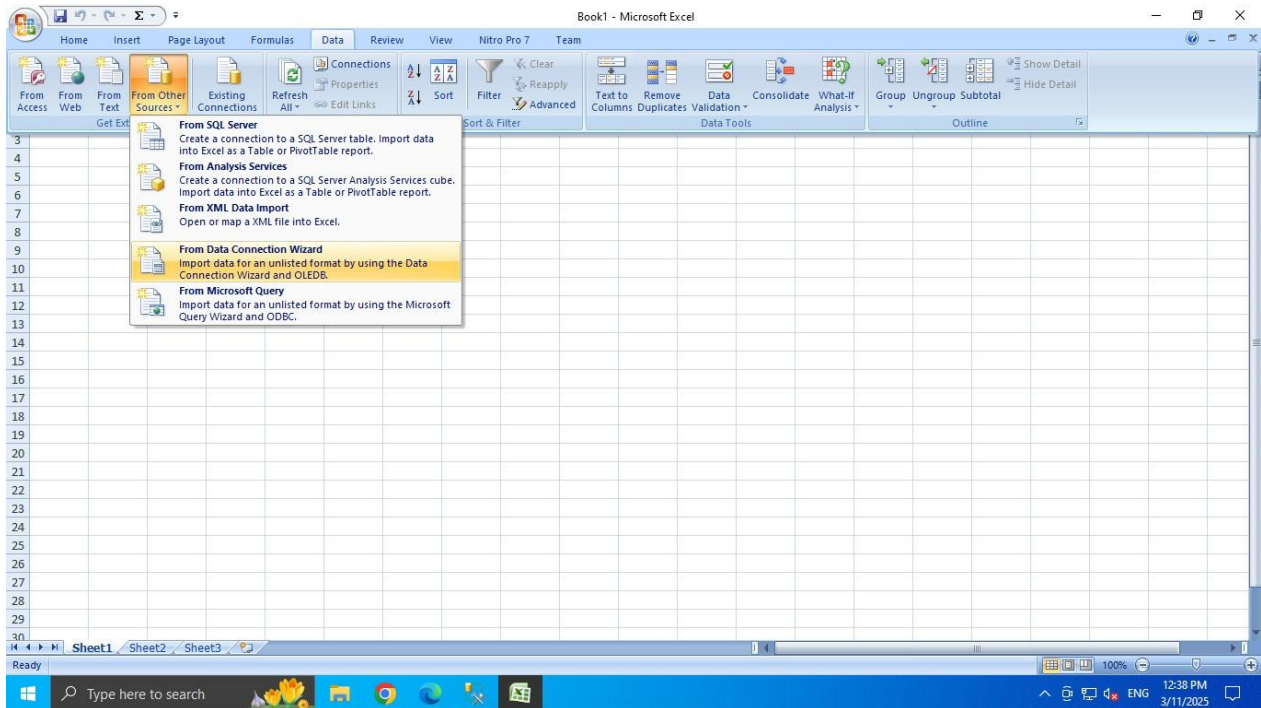 Book1 - Microsoft Excel
Home Insert Page Layout Formulas Data Review View Nitro Pro 7 Team
From Access
From Web
From Text
From Other Sources
Existing Connections
Refresh All
Connections
Properties
Edit Links
Sort
Filter
Clear
Reapply
Advanced
Text to Columns
Remove Duplicates
Data Validation
Consolidate
What-If Analysis
Group
Ungroup
Subtotal
Show Detail
Hide Detail
Get Ext
Sort & Filter
Data Tools
Outline
From SQL Server
Create a connection to a SQL Server table. Import data
into Excel as a Table or PivotTable report.
From Analysis Services
Create a connection to a SQL Server Analysis Services cube.
Import data into Excel as a Table or PivotTable report.
From XML Data Import
Open or map a XML file into Excel.
From Data Connection Wizard
Import data for an unlisted format by using the Data
Connection Wizard and OLEDB.
From Microsoft Query
Import data for an unlisted format by using the Microsoft
Query Wizard and ODBC.
3
4
5
6
7
8
9
10
11
12
13
14
15
16
17
18
19
20
21
22
23
24
25
26
27
28
29
30
Sheet1 Sheet2 Sheet3
Ready
100%
Type here to search
ENG
12:38 PM
3/11/2025